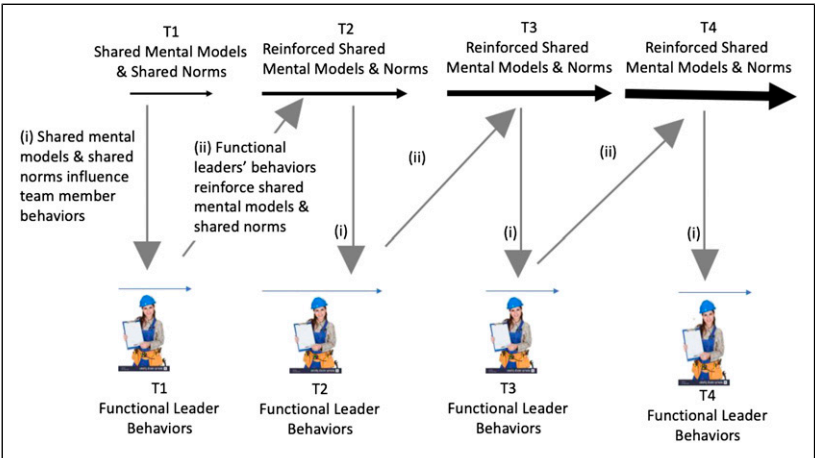 T1
Shared Mental Models
& Shared Norms
T2
Reinforced Shared
Mental Models & Norms
T3
Reinforced Shared
Mental Models & Norms
T4
Reinforced Shared
Mental Models & Norms
(i) Shared mental
models & shared
norms influence
team member
behaviors
(ii) Functional
leaders’ behaviors
reinforce shared
mental models &
shared norms
(i)
(ii)
(i)
(ii)
(i)
T1
Functional Leader
Behaviors
T2
Functional Leader
Behaviors
T3
Functional Leader
Behaviors
T4
Functional Leader
Behaviors